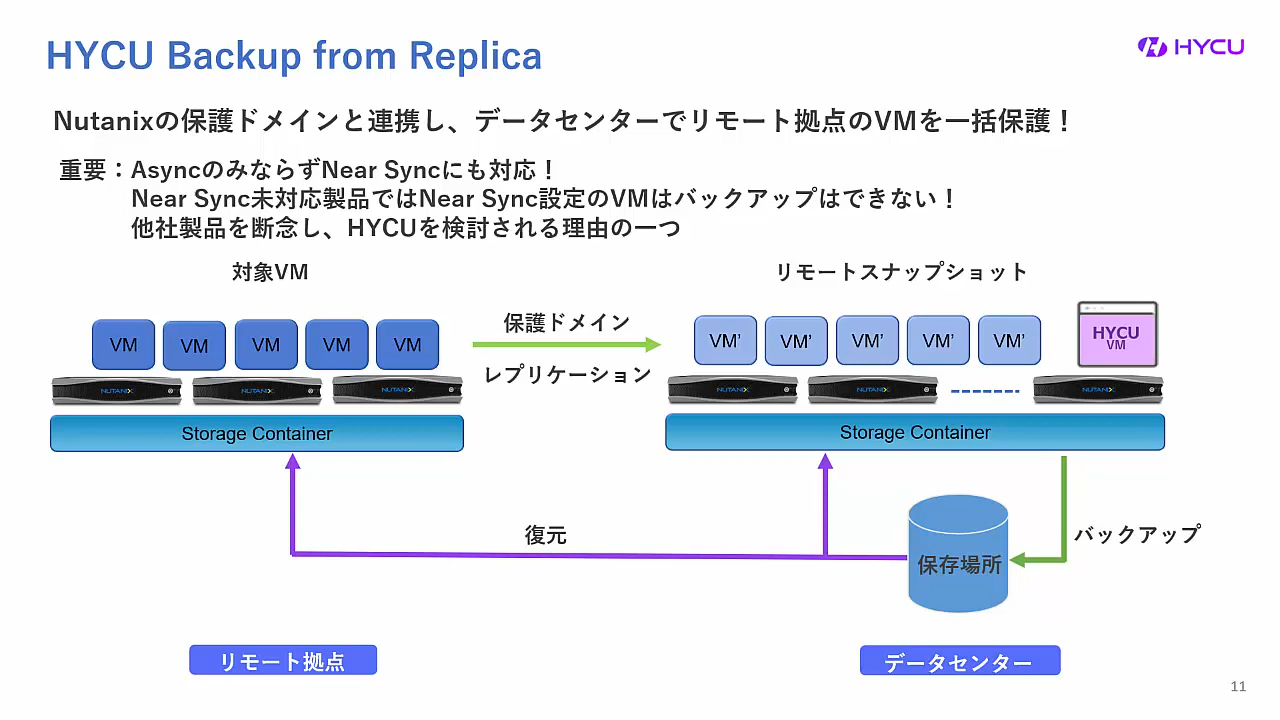 HYCU Backup from Replica
HYCU
Nutanixの保護ドメインと連携し、データセンターでリモート拠点のVMを一括保護！
重要：AsyncのみならずNear Syncにも対応！
Near Sync未対応製品ではNear Sync設定のVMはバックアップはできない！
他社製品を断念し、HYCUを検討される理由の一つ
対象VM
リモートスナップショット
VM VM VM VM VM
保護ドメイン
レプリケーション
VM’ VM’ VM’ VM’ VM’
HYCU
VM
NUTANIX NUTANIX NUTANIX
NUTANIX NUTANIX NUTANIX
Storage Container
Storage Container
復元
保存場所
バックアップ
リモート拠点
データセンター
11